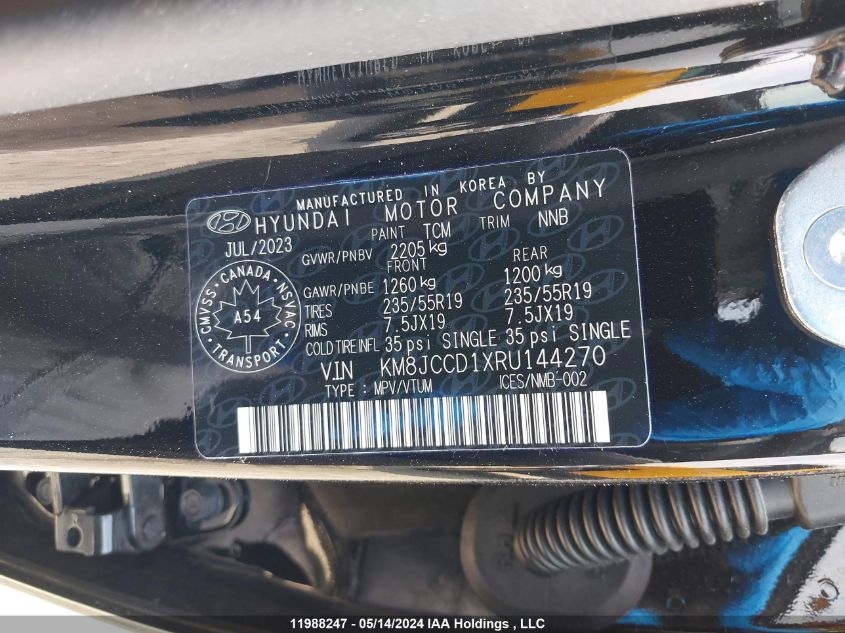 MANUFACTURED IN KOREA BY
HYUNDAI MOTOR COMPANY
JUL/2023 PAINT TCM TRIM NNB
GVWR/PNBV 2205 kg
FRONT REAR
GAWR/PNBE 1260 kg 1200 kg
TIRES 235/55R19 235/55R19
RIMS 7.5JX19 7.5JX19
COLD TIRE INFL 35 psi SINGLE 35 psi SINGLE
VIN KM8JCCD1XRU144270
TYPE : MPV/VTUM ICES/NMB-002
CMVSS · CANADA · NSVAC
A54
TRANSPORT
11988247 - 05/14/2024 IAA Holdings , LLC